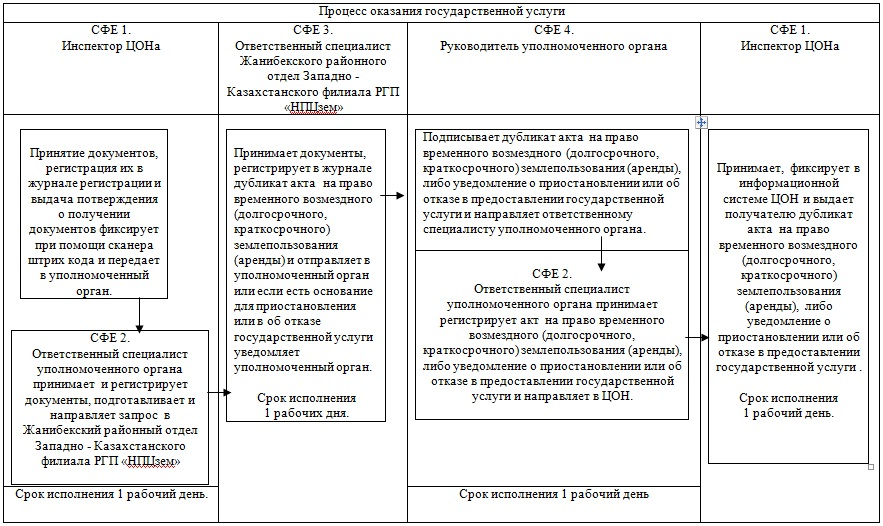 Процесс оказания государственной услуги
СФЕ 1.
Инспектор ЦОНа
СФЕ 3.
Ответственный специалист
Жанибекского районного
отдел Западно -
Казахстанского филиала РГП
«НПЦзем»
СФЕ 4.
Руководитель уполномоченного органа
СФЕ 1.
Инспектор ЦОНа
Принятие документов,
регистрация их в
журнале регистрации и
выдача потверждения
о получении
документов фиксирует
при помощи сканера
штрих кода и передает
в уполномоченный
орган.
СФЕ 2.
Ответственный специалист
уполномоченного органа
принимает и регистрирует
документы, подготавливает и
направляет запрос в
Жанибекский районный отдел
Западно - Казахстанского
филиала РГП «НПЦзем»
Срок исполнения 1 рабочий день.
Принимает документы,
регистрирует в журнале
дубликат акта на право
временного возмездного
(долгосрочного,
краткосрочного)
землепользования
(аренды) и отправляет в
уполномоченный орган
или если есть основание
для приостановления
или в об отказе
государственной услуги
уведомляет
уполномоченный орган.
Срок исполнения
1 рабочих дня.
Подписывает дубликат акта на право
временного возмездного (долгосрочного,
краткосрочного) землепользования (аренды),
либо уведомление о приостановлении или об
отказе в предоставлении государственной
услуги и направляет ответственному
специалисту уполномоченного органа.
СФЕ 2.
Ответственный специалист
уполномоченного органа принимает
регистрирует акт на право временного
возмездного (долгосрочного,
краткосрочного) землепользования (аренды),
либо уведомление о приостановлении или об
отказе в предоставлении государственной
услуги и направляет в ЦОН.
Срок исполнения 1 рабочий день
Принимает, фиксирует в
информационной
системе ЦОН и выдает
получателю дубликат
акта на право
временного возмездного
(долгосрочного,
краткосрочного)
землепользования
(аренды), либо
уведомление о
приостановлении или об
отказе в предоставлении
государственной услуги .
Срок исполнения
1 рабочий день.